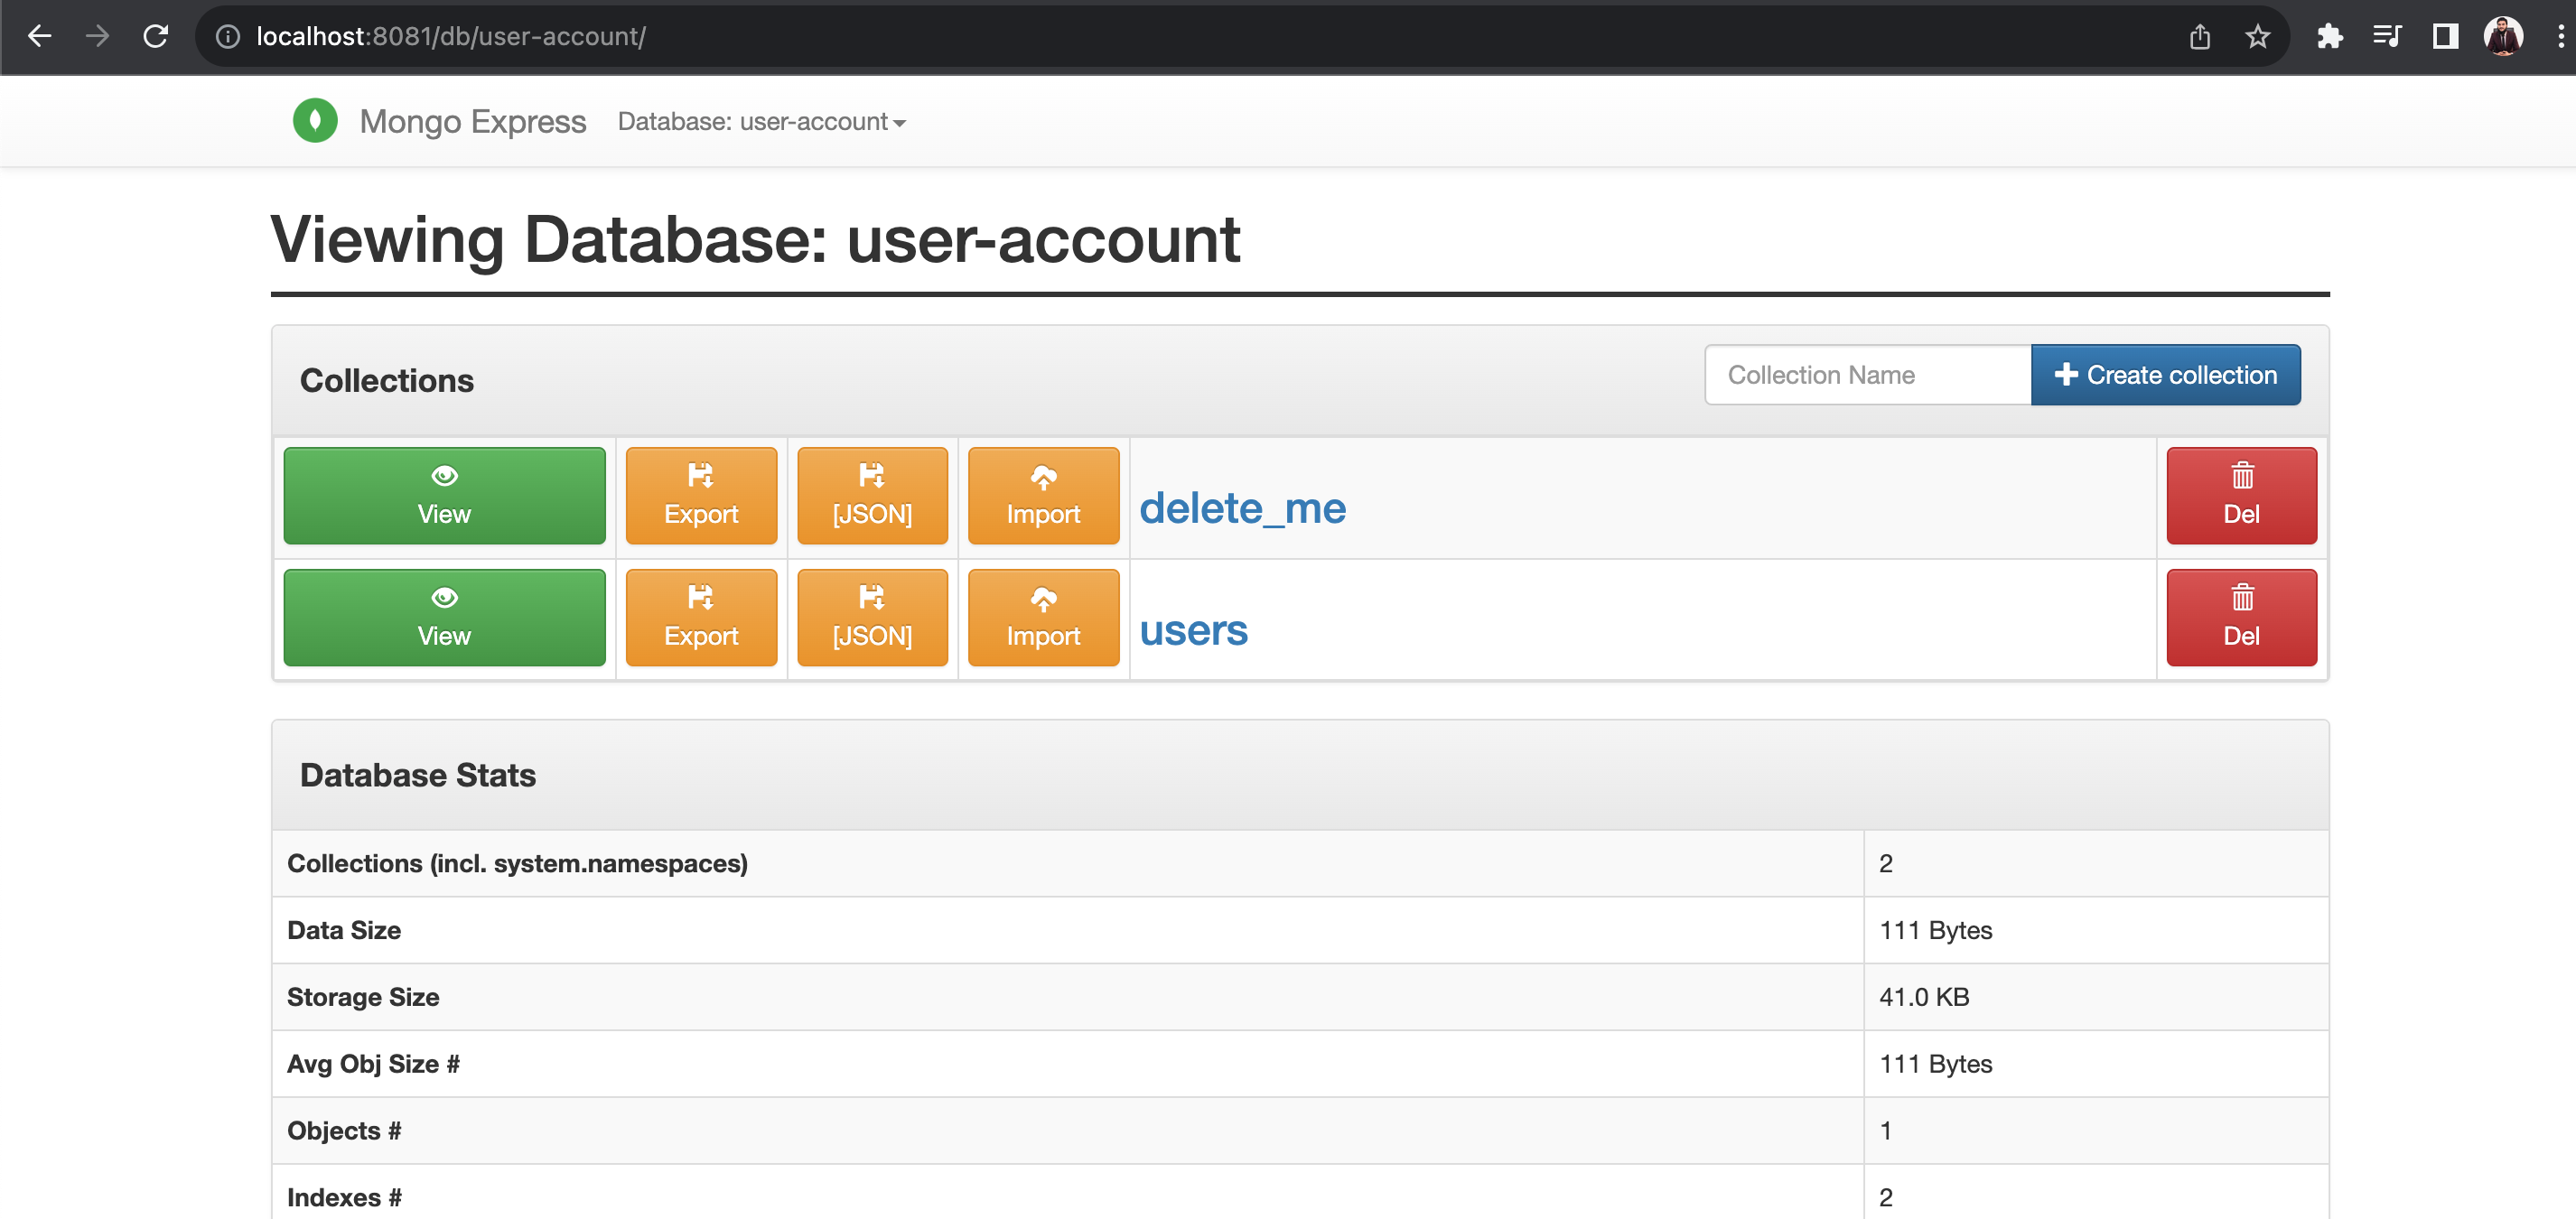 localhost:8081/db/user-account/
Mongo Express Database: user-account
Viewing Database: user-account
Collections
Collection Name
Create collection
View
Export
[JSON]
Import
delete_me
Del
View
Export
[JSON]
Import
users
Del
Database Stats
Collections (incl. system.namespaces) 2
Data Size 111 Bytes
Storage Size 41.0 KB
Avg Obj Size # 111 Bytes
Objects # 1
Indexes # 2